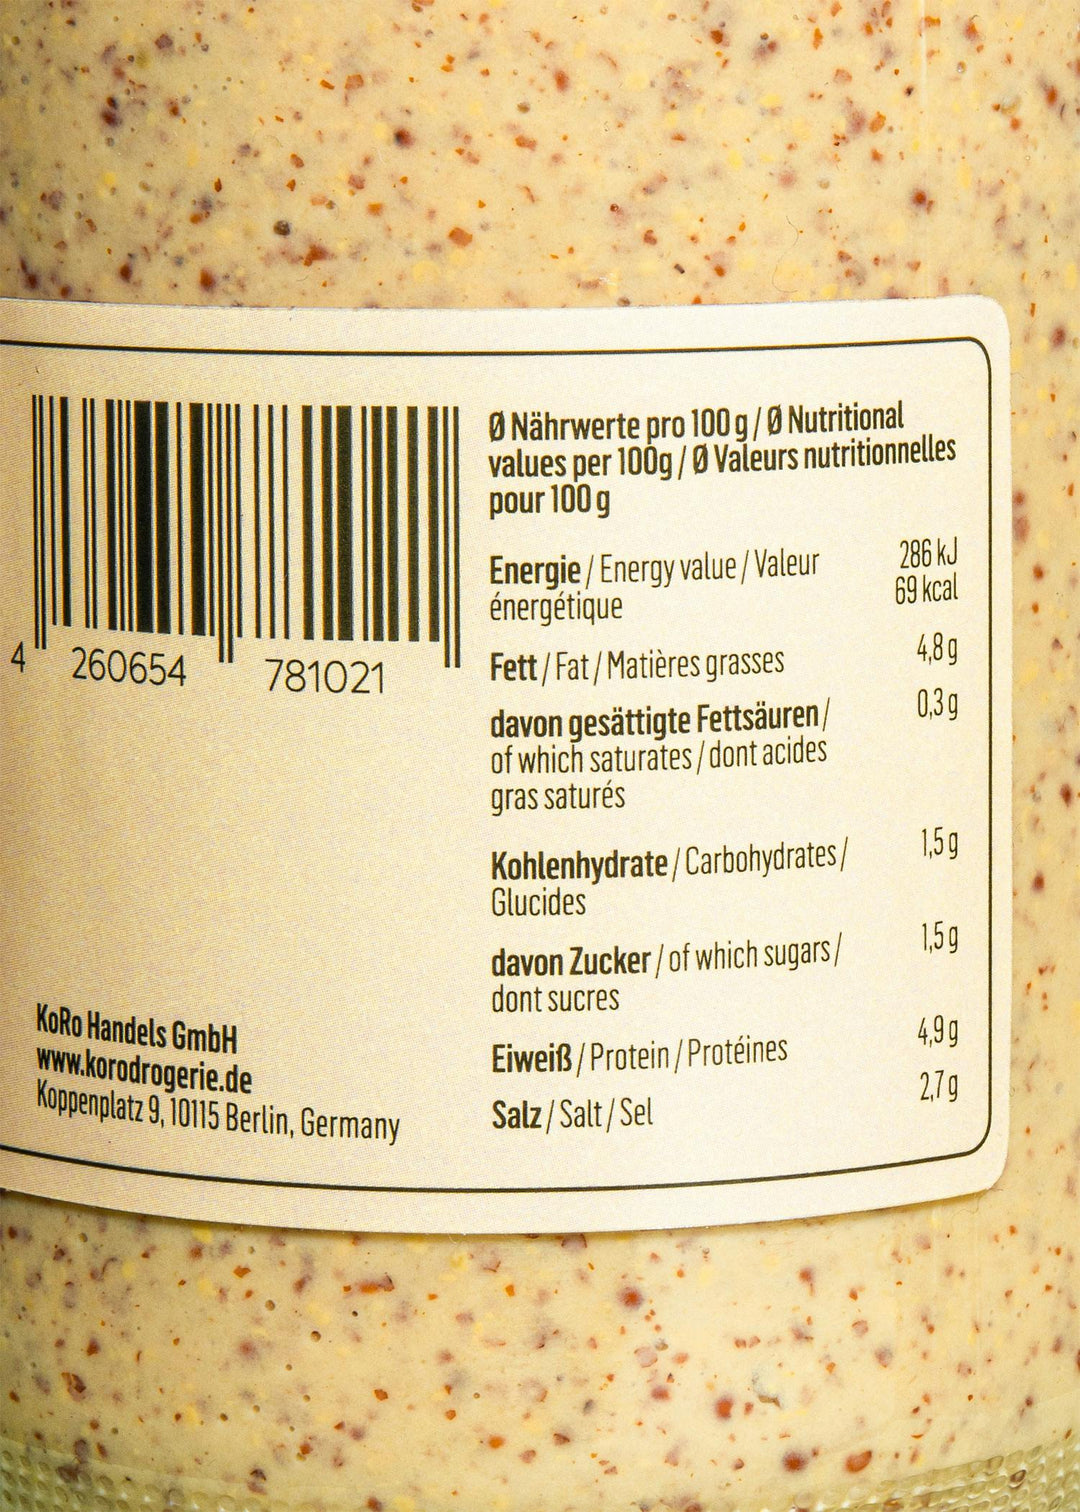 4 260654 781021
KoRo Handels GmbH
www.korodrogerie.de
Koppenplatz 9, 10115 Berlin, Germany
Ø Nährwerte pro 100 g / Ø Nutritional
values per 100g / Ø Valeurs nutritionnelles
pour 100 g
Energie / Energy value / Valeur 286 kJ
énergétique 69 kcal
Fett / Fat / Matières grasses 4,8 g
davon gesättigte Fettsäuren / 0,3 g
of which saturates / dont acides
gras saturés
Kohlenhydrate / Carbohydrates / 1,5 g
Glucides
davon Zucker / of which sugars / 1,5 g
dont sucres
Eiweiß / Protein / Protéines 4,9 g
Salz / Salt / Sel 2,7 g